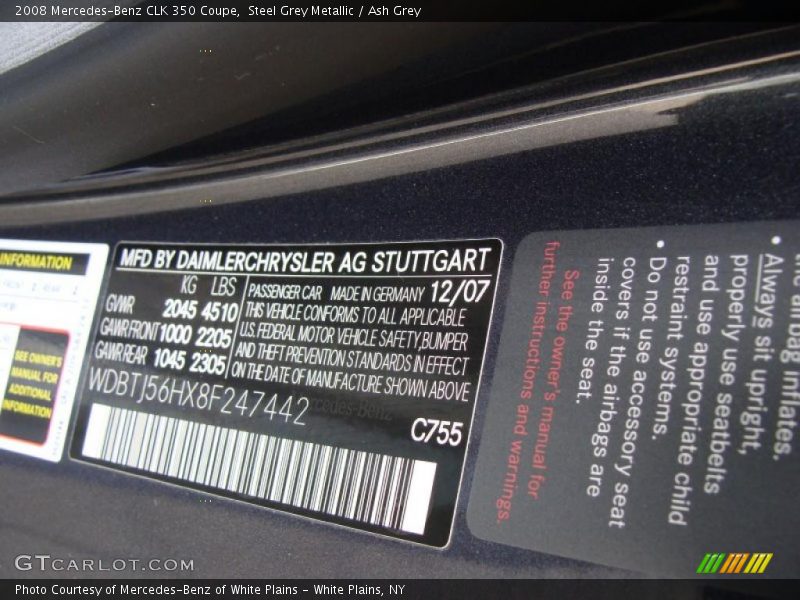 2008 Mercedes-Benz CLK 350 Coupe, Steel Grey Metallic / Ash Grey
INFORMATION
SEE OWNER'S
MANUAL FOR
ADDITIONAL
INFORMATION
MFD BY DAIMLERCHRYSLER AG STUTTGART
KG LBS
GVWR 2045 4510
GAWR FRONT 1000 2205
GAWR REAR 1045 2305
PASSENGER CAR MADE IN GERMANY 12/07
THIS VEHICLE CONFORMS TO ALL APPLICABLE
U.S. FEDERAL MOTOR VEHICLE SAFETY, BUMPER
AND THEFT PREVENTION STANDARDS IN EFFECT
ON THE DATE OF MANUFACTURE SHOWN ABOVE
WDBTJ56HX8F247442
Mercedes-Benz
C755
the airbag inflates.
• Always sit upright,
properly use seatbelts
and use appropriate child
restraint systems.
• Do not use accessory seat
covers if the airbags are
inside the seat.
See the owner's manual for
further instructions and warnings.
GTCARLOT.COM
Photo Courtesy of Mercedes-Benz of White Plains - White Plains, NY